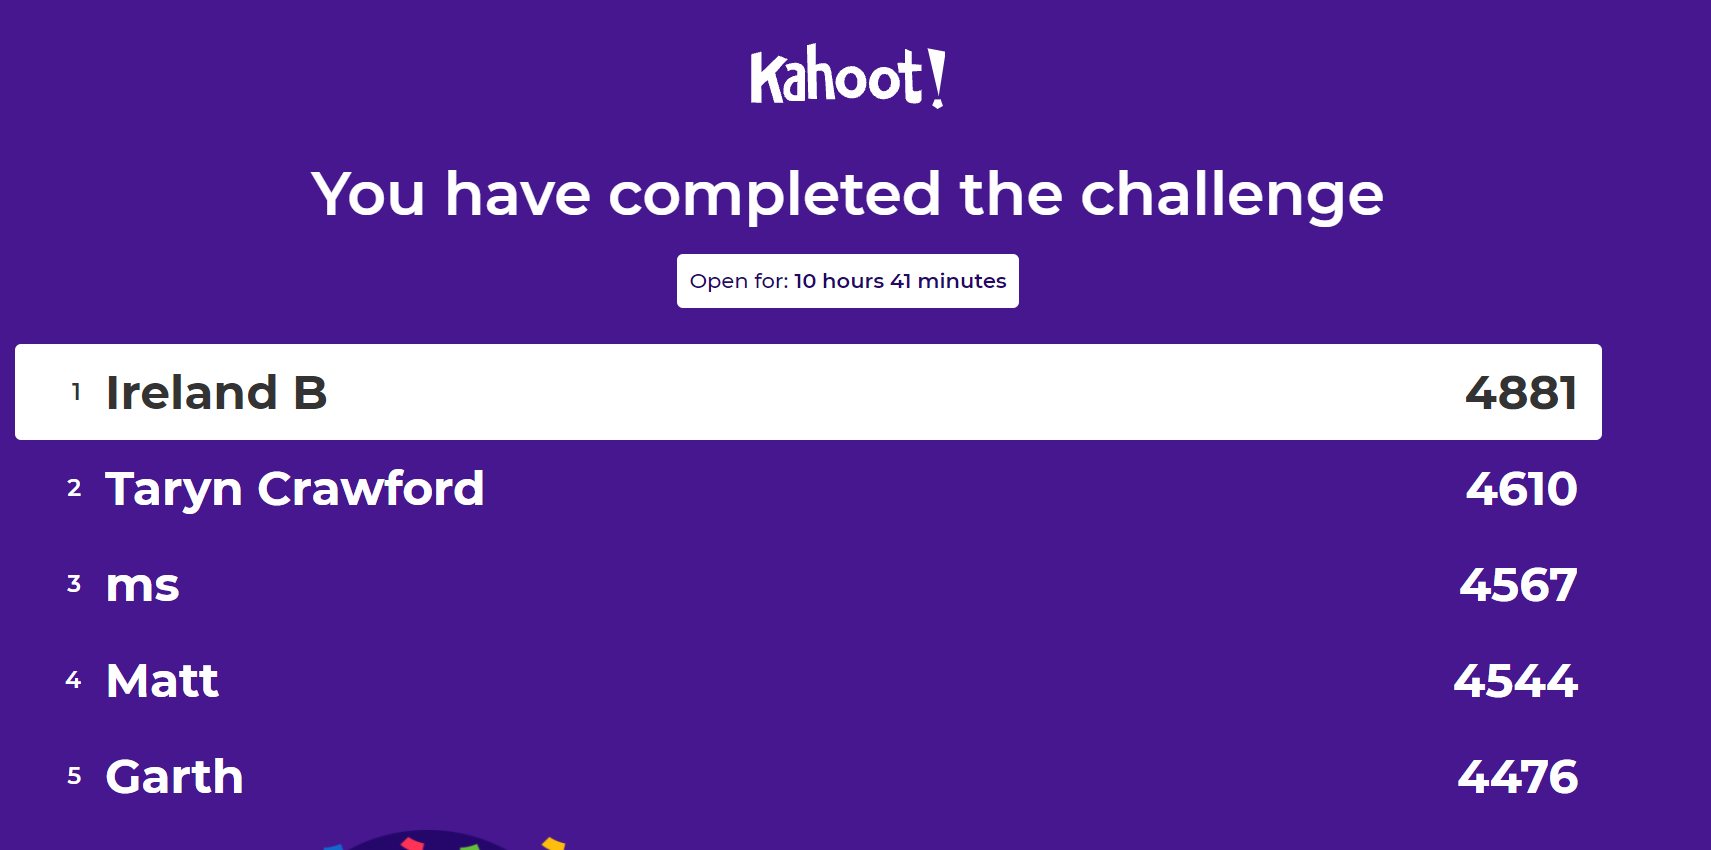 Kahoot!
You have completed the challenge
Open for: 10 hours 41 minutes
1 Ireland B 4881
2 Taryn Crawford 4610
3 ms 4567
4 Matt 4544
5 Garth 4476